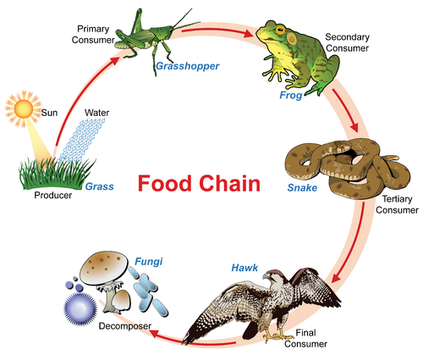 Primary
Consumer
Grasshopper
Secondary
Consumer
Frog
Sun
Water
Grass
Producer
Food Chain
Snake
Tertiary
Consumer
Fungi
Hawk
Decomposer
Final
Consumer